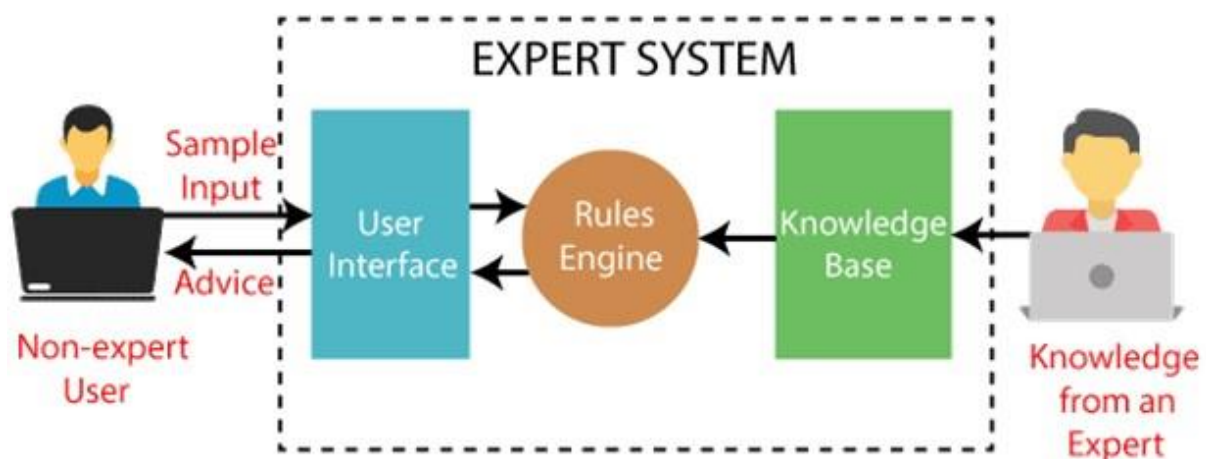 EXPERT SYSTEM
Sample
Input
Advice
Non-expert
User
User
Interface
Rules
Engine
Knowledge
Base
Knowledge
from an
Expert